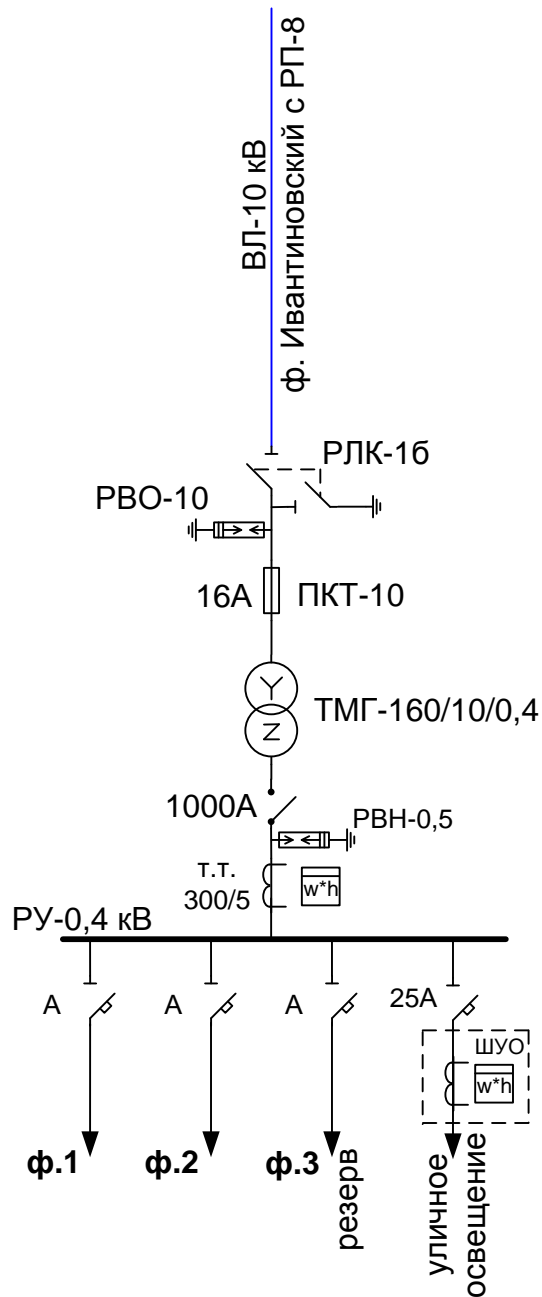 ВЛ-10 кВ
ф. Ивантиновский с РП-8
РЛК-1б
РВО-10
16А
ПКТ-10
Y
ТМГ-160/10/0,4
Z
1000А
РВН-0,5
т.т.
300/5
w*h
РУ-0,4 кВ
А
А
А
25А
ШУО
w*h
ф.1
ф.2
ф.3
резерв
уличное
освещение